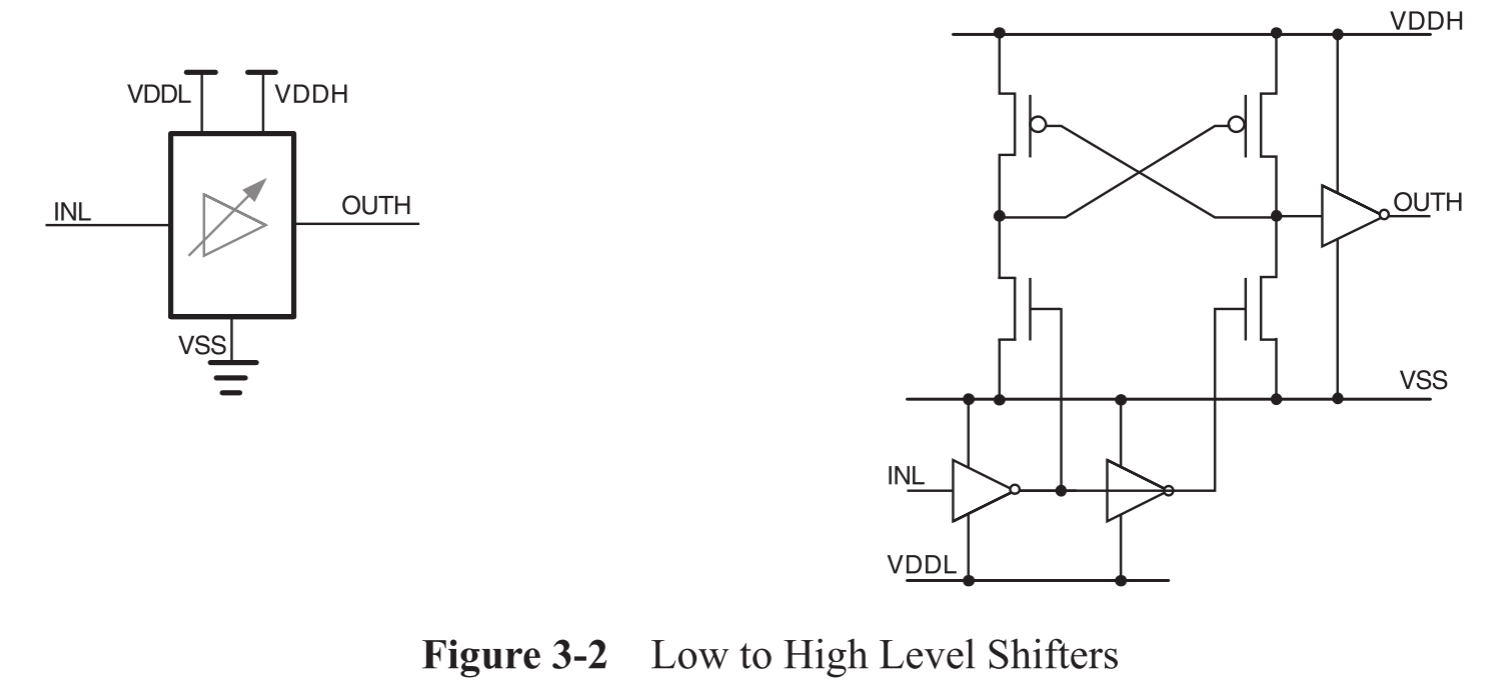 VDDH
VDDL
VDDH
INL
OUTH
OUTH
VSS
VSS
INL
VDDL
Figure 3-2 Low to High Level Shifters